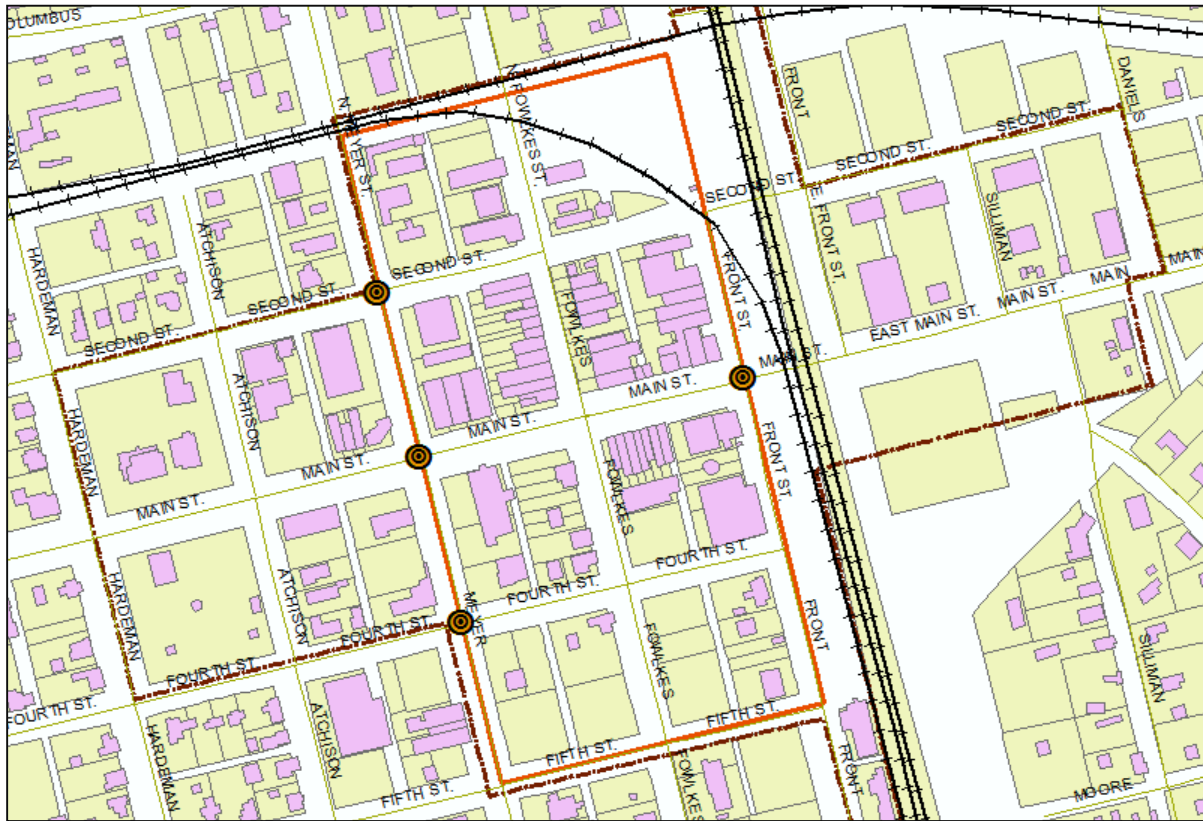 OLUMBUS
N. FOWLKES ST.
FRONT
DANIELS
SECOND ST.
SECOND ST.
SECOND ST.
E. FRONT ST.
SILLIMAN
HARDEMAN
ATCHISON
SECOND ST.
SECOND ST.
SECOND ST.
FRONT ST.
MAIN
MAIN
MAIN ST.
EAST MAIN ST.
FOWLKES
MAIN ST.
MAIN ST.
MAIN ST.
MAIN ST.
MAIN ST.
HARDEMAN
ATCHISON
FOWLKES
FRONT ST.
HARDEMAN
ATCHISON
MEYER
FOURTH ST.
FOURTH ST.
FOURTH ST.
FOURTH ST.
FOURTH ST.
FOWLKES
FRONT
SILLIMAN
HARDEMAN
ATCHISON
FIFTH ST.
FIFTH ST.
FIFTH ST.
FOWLKES
FRONT
MOORE